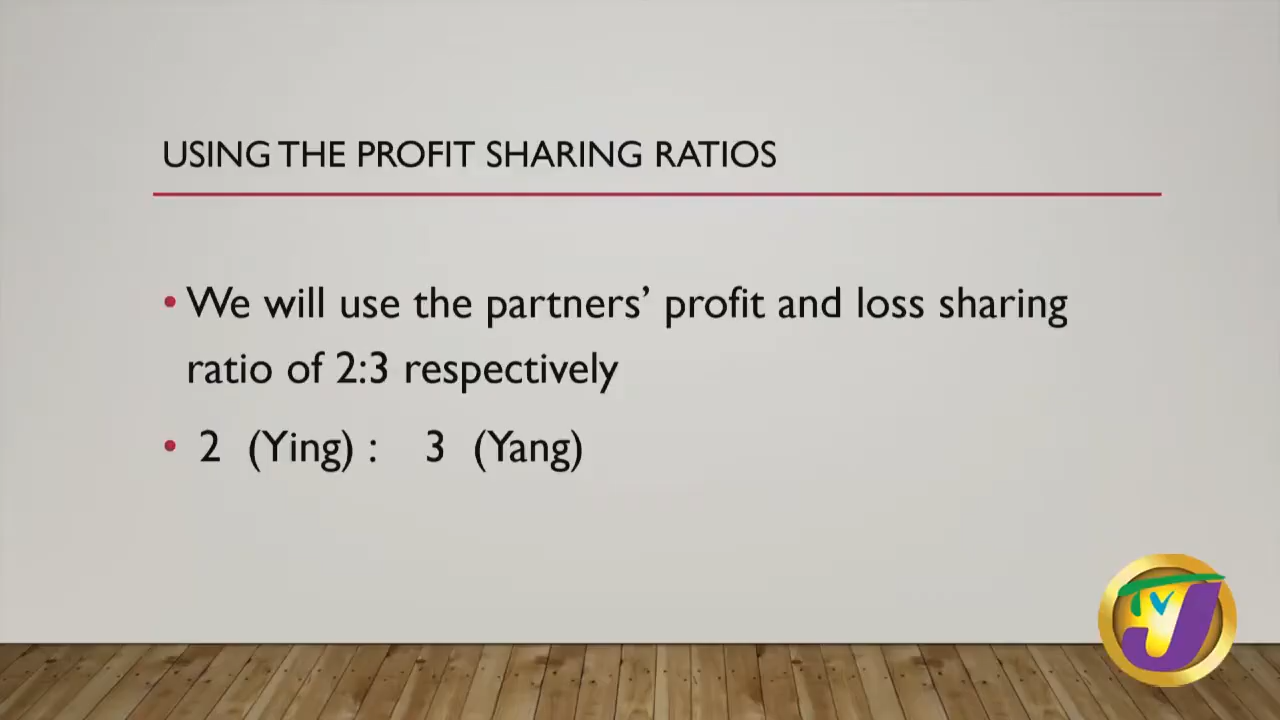 USING THE PROFIT SHARING RATIOS
• We will use the partners’ profit and loss sharing
ratio of 2:3 respectively
• 2 (Ying) : 3 (Yang)
TVJ